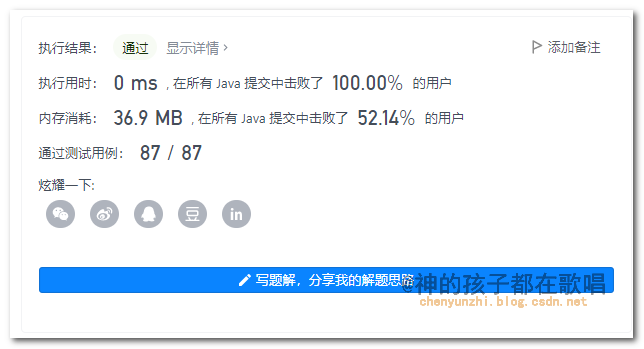 执行结果： 通过 显示详情 › 添加备注
执行用时： 0 ms , 在所有 Java 提交中击败了 100.00% 的用户
内存消耗： 36.9 MB , 在所有 Java 提交中击败了 52.14% 的用户
通过测试用例： 87 / 87
炫耀一下:
豆 in
写题解，分享我的解题思路
@神的孩子都在歌唱
chenyunzhi.blog.csdn.net